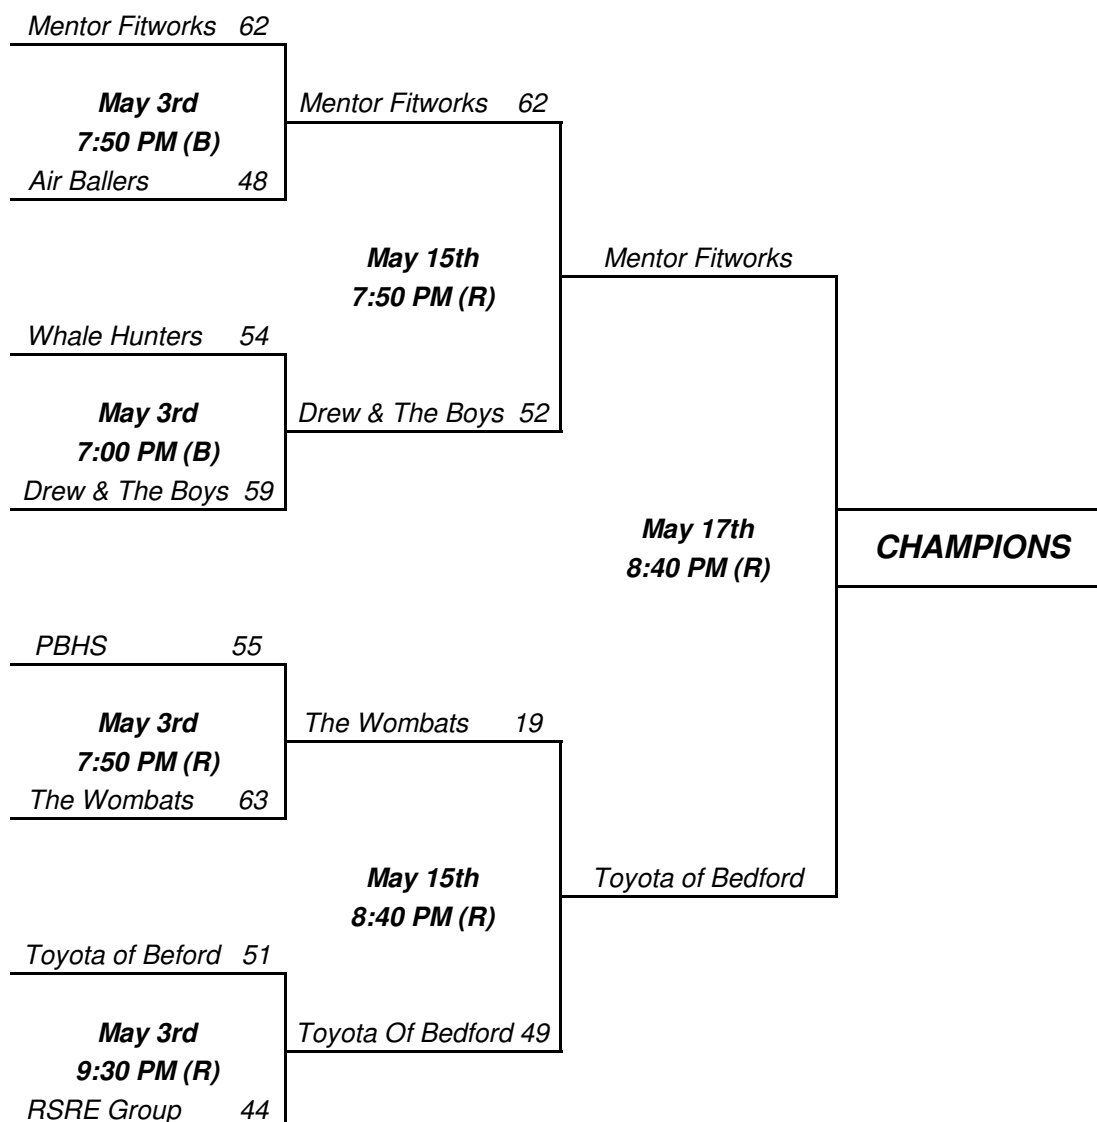 Mentor Fitworks 62
May 3rd
Mentor Fitworks 62
7:50 PM (B)
Air Ballers 48
May 15th
Mentor Fitworks
7:50 PM (R)
Whale Hunters 54
May 3rd
Drew & The Boys 52
7:00 PM (B)
Drew & The Boys 59
May 17th
CHAMPIONS
8:40 PM (R)
PBHS 55
May 3rd
The Wombats 19
7:50 PM (R)
The Wombats 63
May 15th
Toyota of Bedford
8:40 PM (R)
Toyota of Beford 51
May 3rd
Toyota Of Bedford 49
9:30 PM (R)
RSRE Group 44